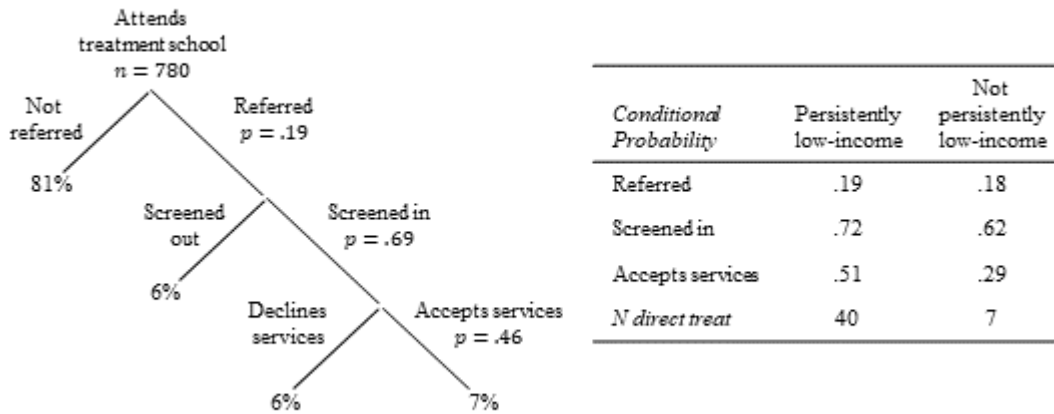 Attends
treatment school
n = 780
Not
referred
Referred
p = .19
81%
Screened
out
Screened in
p = .69
6%
Declines
services
Accepts services
p = .46
6%
7%
Conditional
Probability
Persistently
low-income
Not
persistently
low-income
Referred .19 .18
Screened in .72 .62
Accepts services .51 .29
N direct treat 40 7